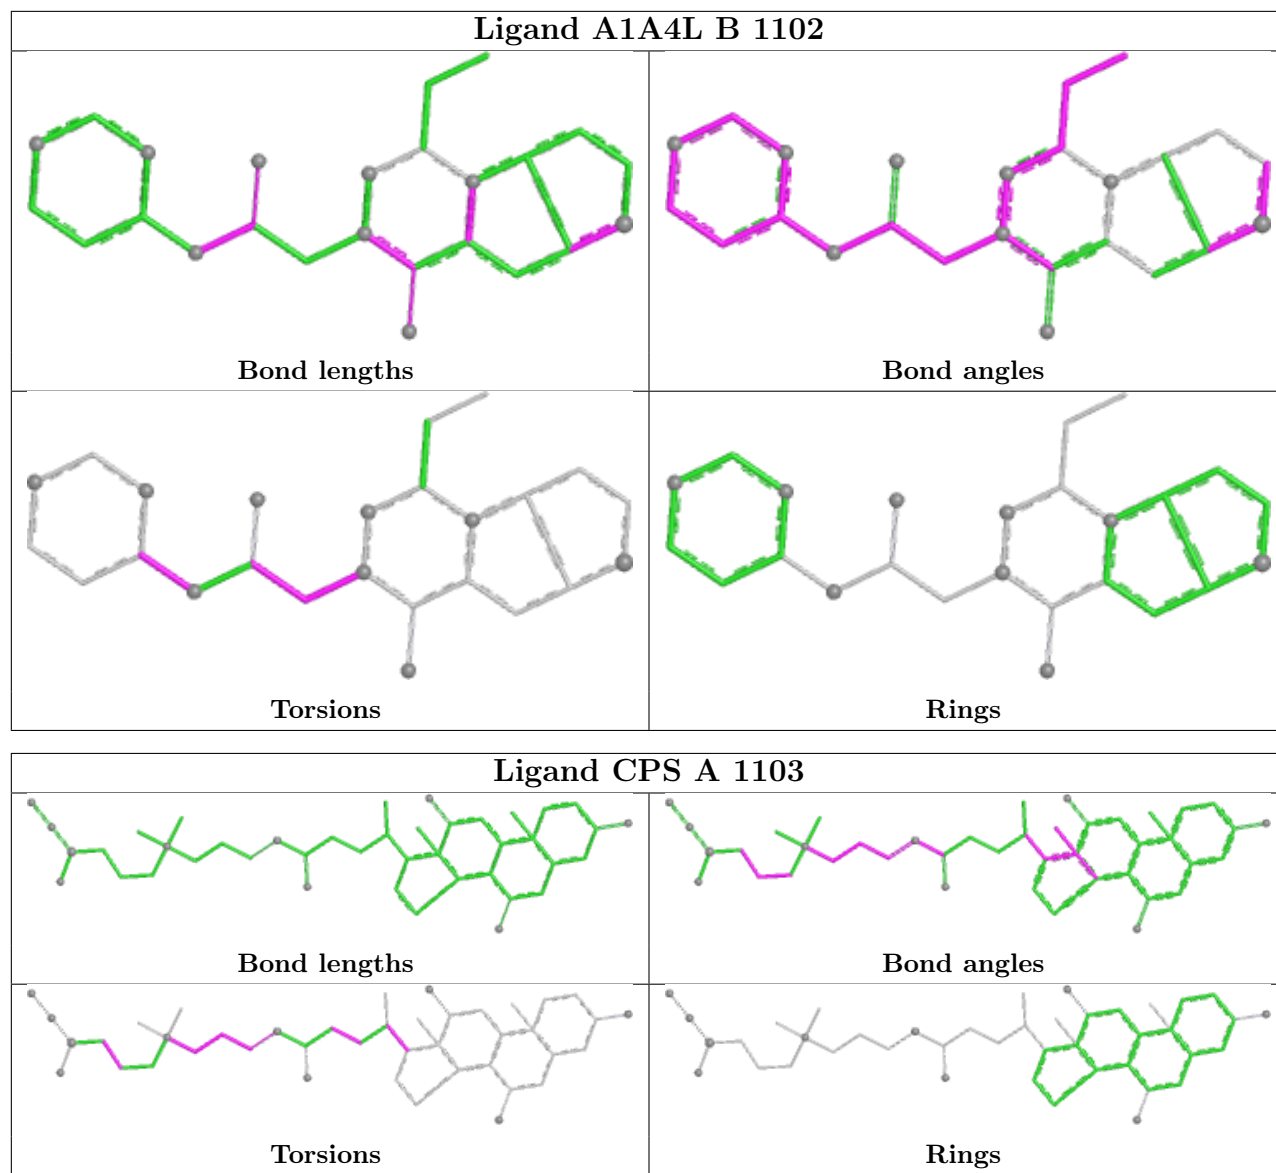 Ligand A1A4L B 1102
Bond lengths
Bond angles
Torsions
Rings
Ligand CPS A 1103
Bond lengths
Bond angles
Torsions
Rings